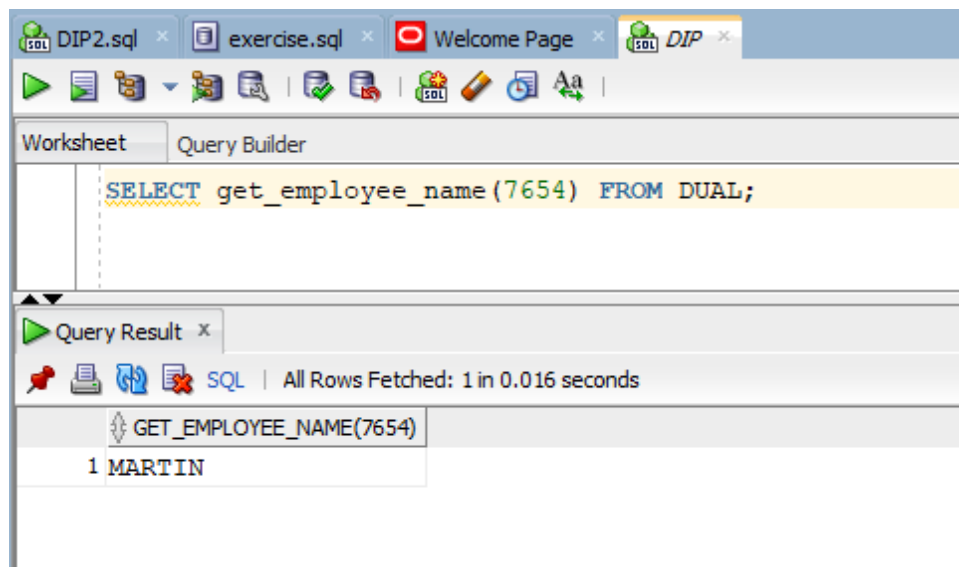 DIP2.sql exercise.sql Welcome Page DIP
Worksheet Query Builder
SELECT get_employee_name(7654) FROM DUAL;
Query Result
SQL | All Rows Fetched: 1 in 0.016 seconds
GET_EMPLOYEE_NAME(7654)
1 MARTIN